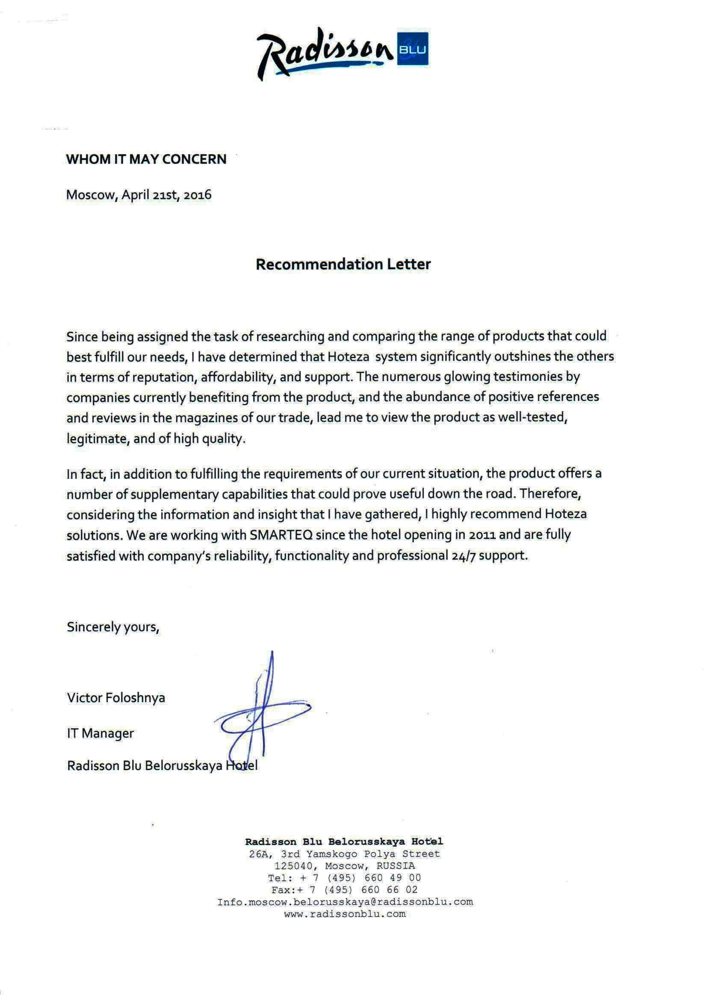 Radisson BLU
WHOM IT MAY CONCERN
Moscow, April 21st, 2016
Recommendation Letter
Since being assigned the task of researching and comparing the range of products that could
best fulfill our needs, I have determined that Hoteza system significantly outshines the others
in terms of reputation, affordability, and support. The numerous glowing testimonies by
companies currently benefiting from the product, and the abundance of positive references
and reviews in the magazines of our trade, lead me to view the product as well-tested,
legitimate, and of high quality.
In fact, in addition to fulfilling the requirements of our current situation, the product offers a
number of supplementary capabilities that could prove useful down the road. Therefore,
considering the information and insight that I have gathered, I highly recommend Hoteza
solutions. We are working with SMARTEQ since the hotel opening in 2011 and are fully
satisfied with company's reliability, functionality and professional 24/7 support.
Sincerely yours,
Victor Foloshnya
IT Manager
Radisson Blu Belorusskaya Hotel
Radisson Blu Belorusskaya Hotel
26A, 3rd Yamskogo Polya Street
125040, Moscow, RUSSIA
Tel: + 7 (495) 660 49 00
Fax:+ 7 (495) 660 66 02
Info.moscow.belorusskaya@radissonblu.com
www.radissonblu.com